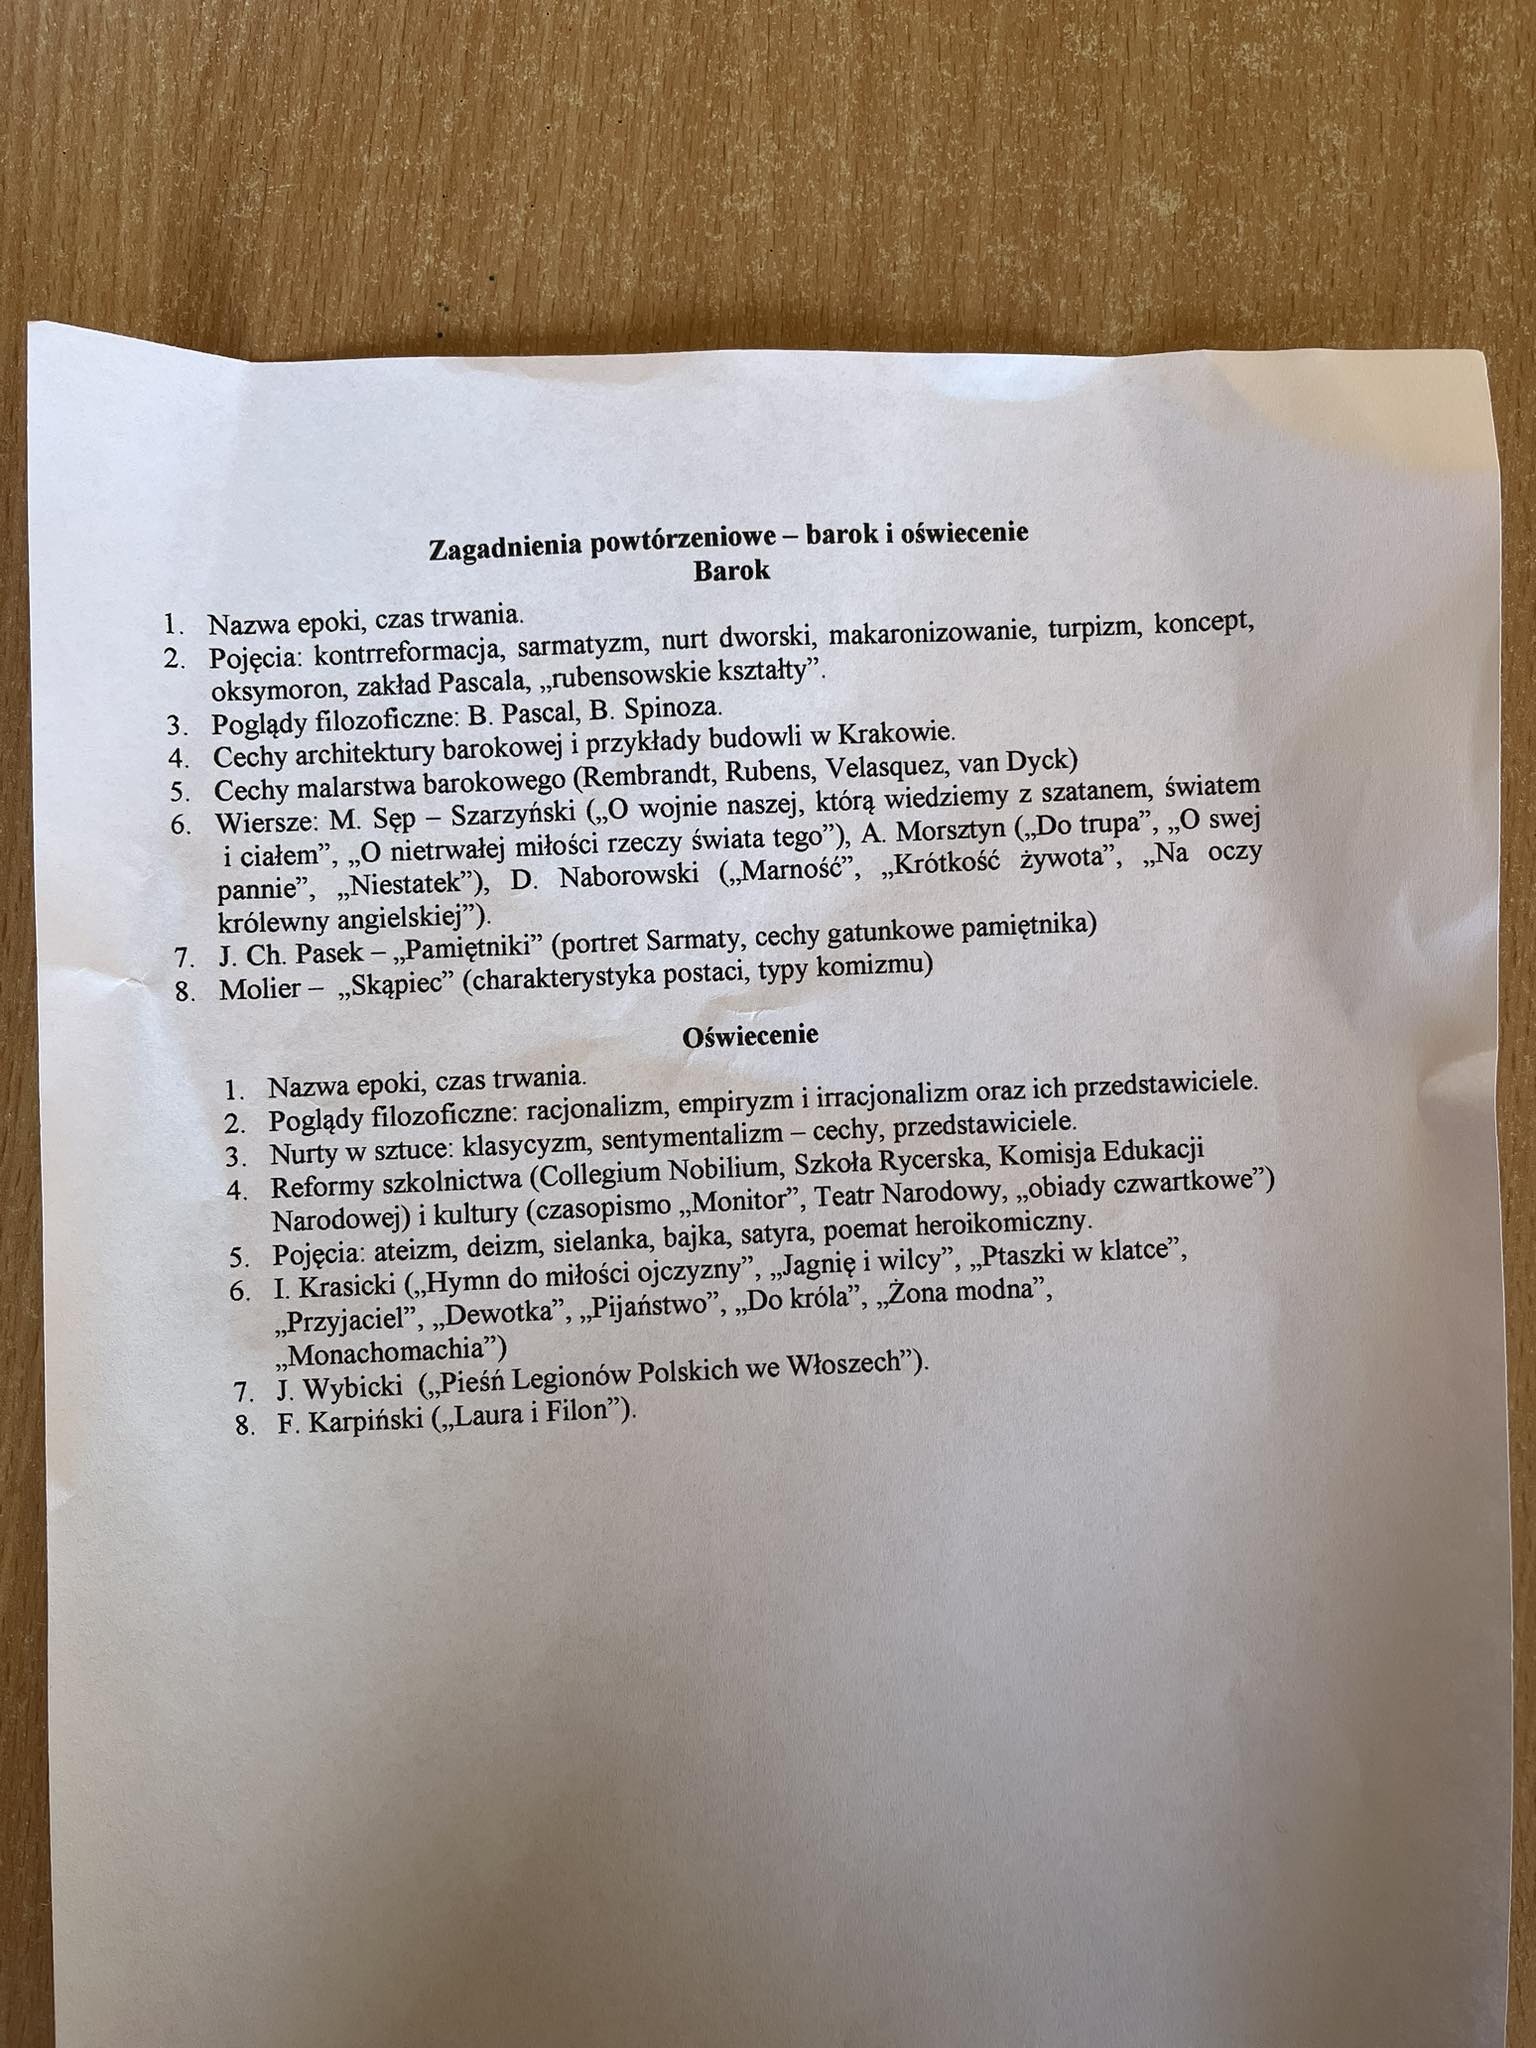 Zagadnienia powtórzeniowe – barok i oświecenie
Barok
1. Nazwa epoki, czas trwania.
2. Pojęcia: kontrreformacja, sarmatyzm, nurt dworski, makaronizowanie, turpizm, koncept,
oksymoron, zakład Pascala, „rubensowskie kształty”.
3. Poglądy filozoficzne: B. Pascal, B. Spinoza.
4. Cechy architektury barokowej i przykłady budowli w Krakowie.
5. Cechy malarstwa barokowego (Rembrandt, Rubens, Velasquez, van Dyck)
6. Wiersze: M. Sęp – Szarzyński („O wojnie naszej, którą wiedziemy z szatanem, światem
i ciałem”, „O nietrwałej miłości rzeczy świata tego”), A. Morsztyn („Do trupa”, „O swej
pannie”, „Niestatek”), D. Naborowski („Marność”, „Krótkość żywota”, „Na oczy
królewny angielskiej”).
7. J. Ch. Pasek – „Pamiętniki” (portret Sarmaty, cechy gatunkowe pamiętnika)
8. Molier – „Skąpiec” (charakterystyka postaci, typy komizmu)
Oświecenie
1. Nazwa epoki, czas trwania.
2. Poglądy filozoficzne: racjonalizm, empiryzm i irracjonalizm oraz ich przedstawiciele.
3. Nurty w sztuce: klasycyzm, sentymentalizm – cechy, przedstawiciele.
4. Reformy szkolnictwa (Collegium Nobilium, Szkoła Rycerska, Komisja Edukacji
Narodowej) i kultury (czasopismo „Monitor”, Teatr Narodowy, „obiady czwartkowe”)
5. Pojęcia: ateizm, deizm, sielanka, bajka, satyra, poemat heroikomiczny.
6. I. Krasicki („Hymn do miłości ojczyzny”, „Jagnię i wilcy”, „Ptaszki w klatce”,
„Przyjaciel”, „Dewotka”, „Pijaństwo”, „Do króla”, „Żona modna”,
„Monachomachia”)
7. J. Wybicki („Pieśń Legionów Polskich we Włoszech”).
8. F. Karpiński („Laura i Filon”).